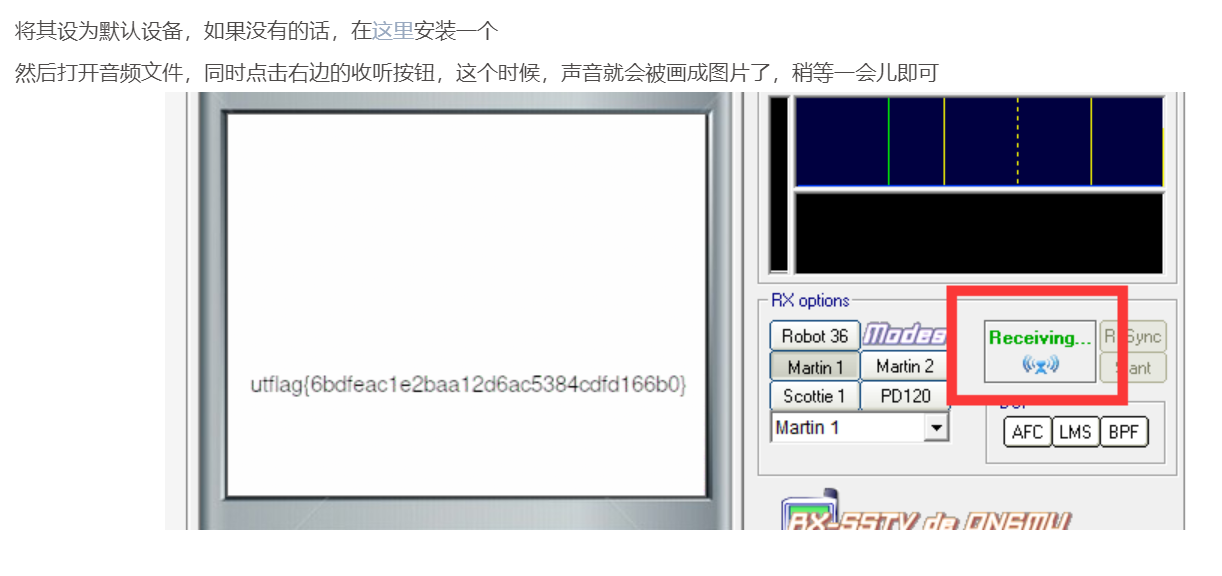 将其设为默认设备，如果没有的话，在这里安装一个
然后打开音频文件，同时点击右边的收听按钮，这个时候，声音就会被画成图片了，稍等一会儿即可
RX options
Robot 36
Modes
Receiving...
Martin 1
Martin 2
Scottie 1
PD120
Martin 1
AFC
LMS
BPF
utflag{6bdfeac1e2baa12d6ac5384cdfd166b0}
RX-SSTV de ON6MU